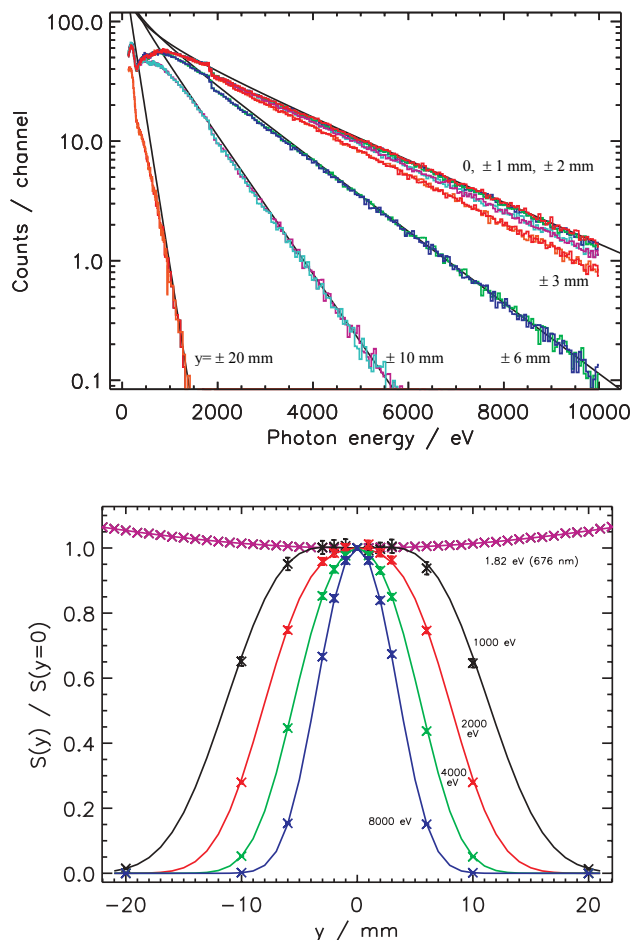 100.0
10.0
1.0
0.1
Counts / channel
0, ± 1 mm, ± 2 mm
± 3 mm
y= ± 20 mm
± 10 mm
± 6 mm
0 2000 4000 6000 8000 10000
Photon energy / eV
1.0
0.8
0.6
0.4
0.2
0.0
S(y) / S(y=0)
1.82 eV (676 nm)
1000 eV
2000
eV
4000
eV
8000 eV
−20 −10 0 10 20
y / mm